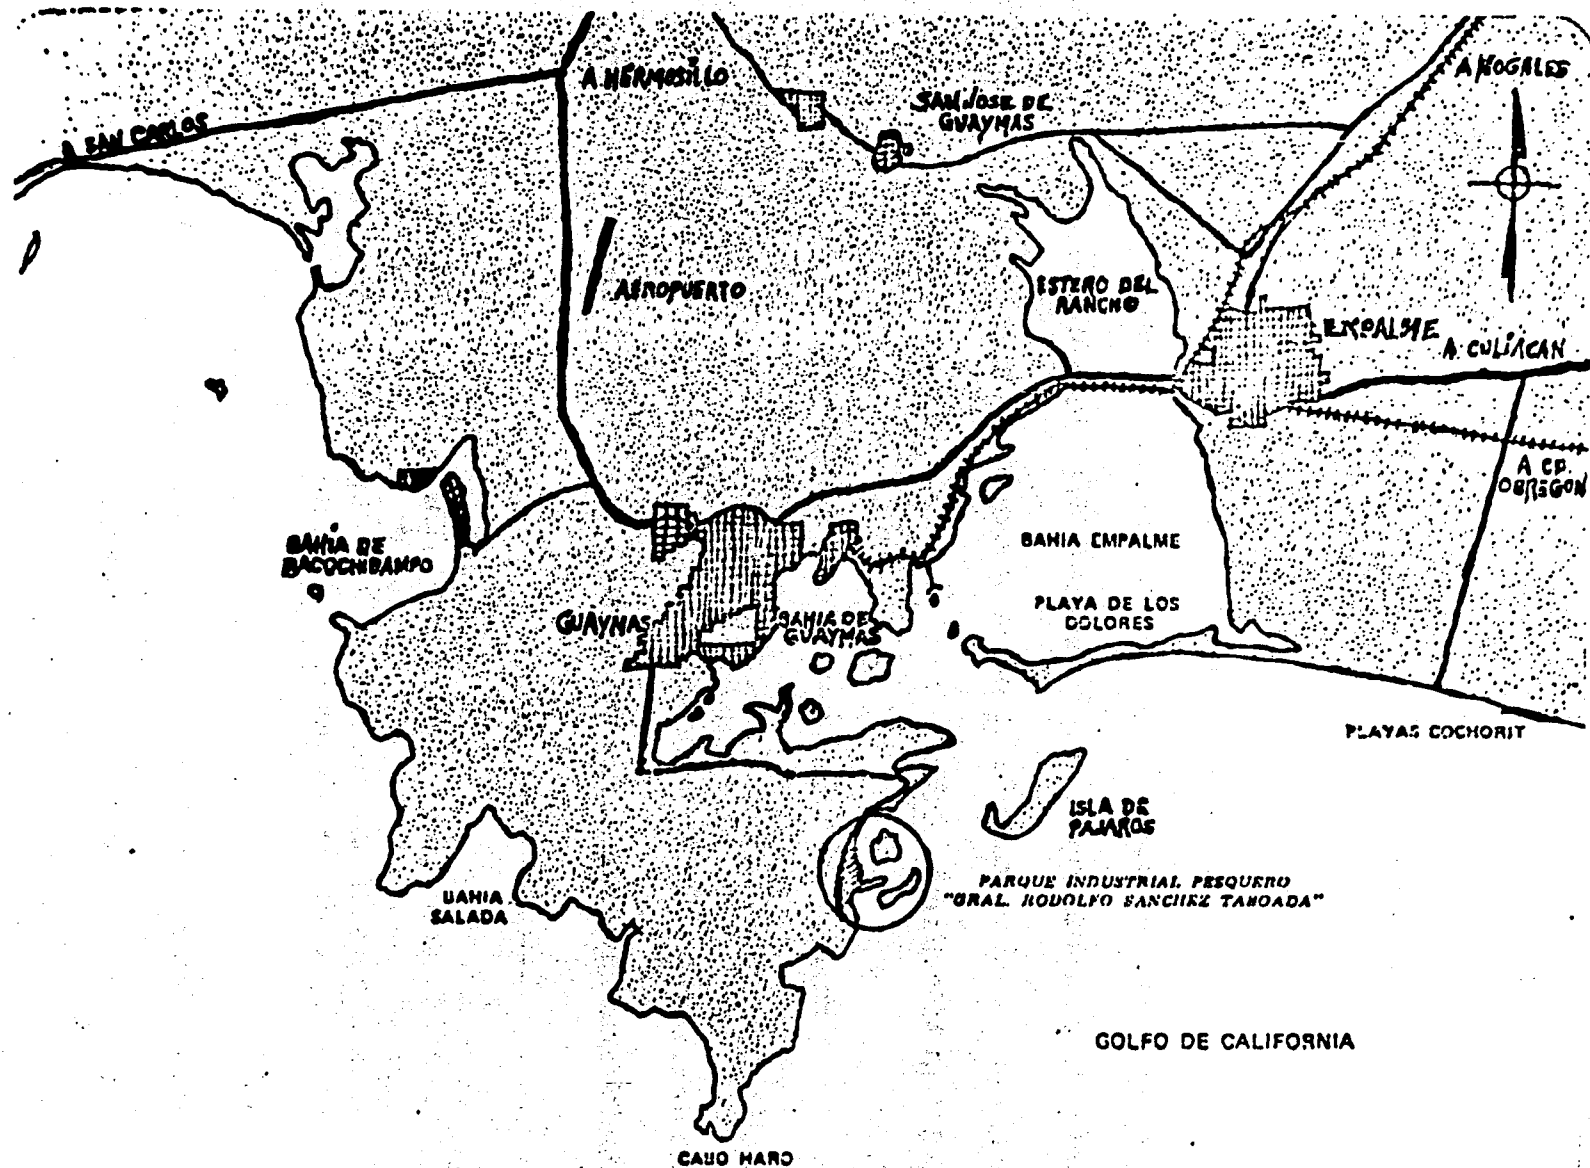 A HERMOSILLO
A NOGALES
SAN JOSE DE
GUAYMAS
A SAN CARLOS
AEROPUERTO
ESTERO DEL
RANCHO
EMPALME
A CULIACAN
A CD.
OBREGON
BAHIA DE
BACOCHIBAMPO
BAHIA EMPALME
GUAYMAS
BAHIA DE
GUAYMAS
PLAYA DE LOS
DOLORES
PLAYAS COCHORIT
ISLA DE
PAJAROS
PARQUE INDUSTRIAL PESQUERO
"GRAL. RODOLFO SANCHEZ TABOADA"
BAHIA
SALADA
GOLFO DE CALIFORNIA
CABO HARO